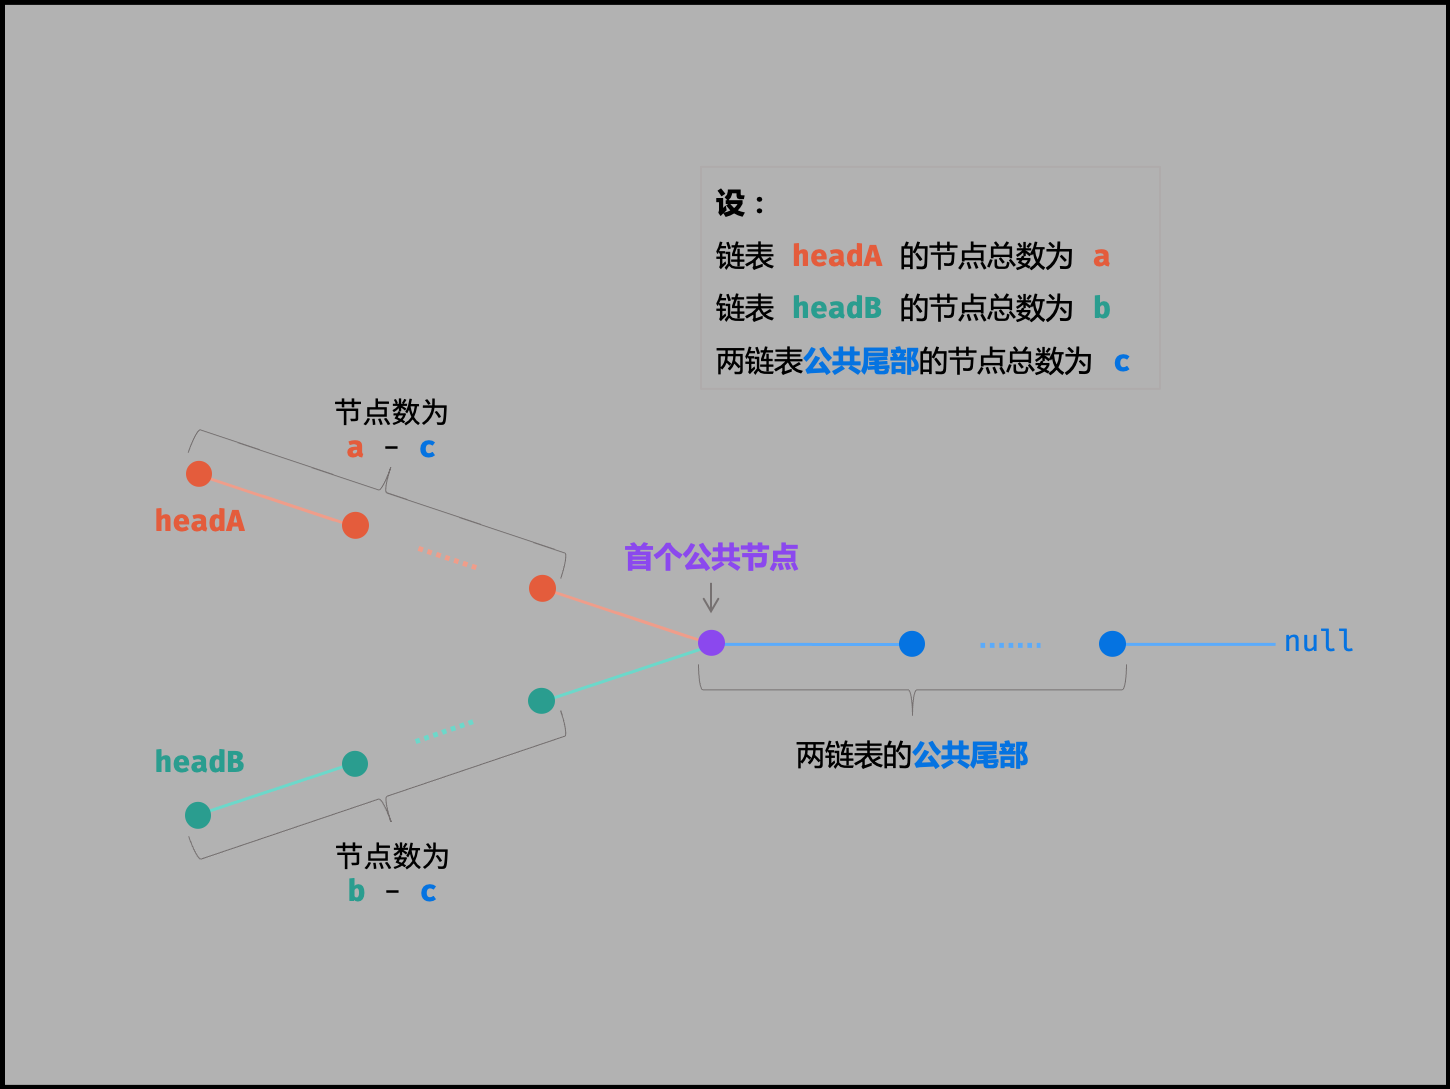 设：
链表 headA 的节点总数为 a
链表 headB 的节点总数为 b
两链表公共尾部的节点总数为 c
节点数为
a - c
headA
首个公共节点
null
headB
两链表的公共尾部
节点数为
b - c